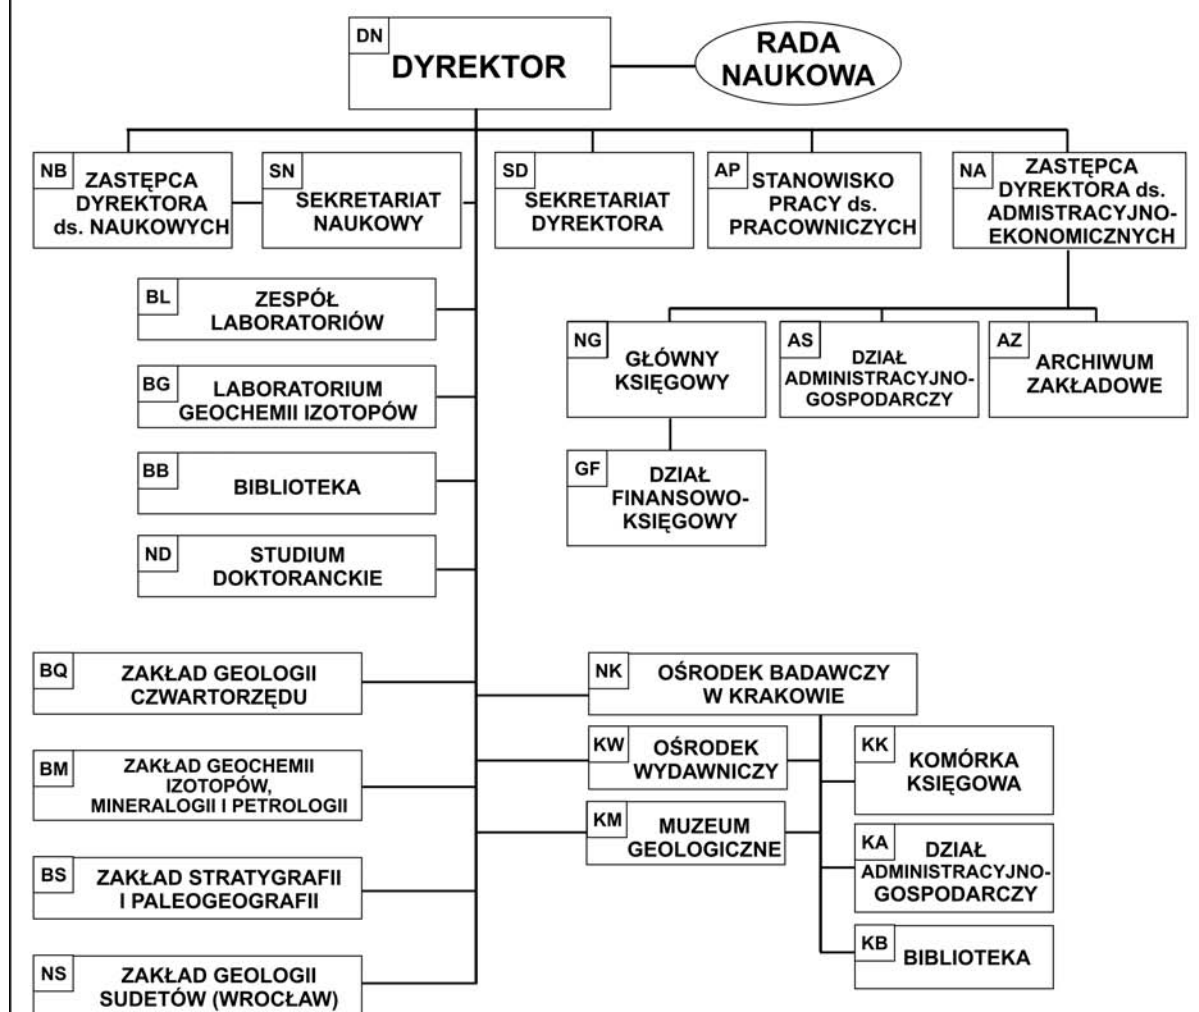 DN
DYREKTOR
RADA
NAUKOWA
NB
ZASTĘPCA
DYREKTORA
ds. NAUKOWYCH
SN
SEKRETARIAT
NAUKOWY
SD
SEKRETARIAT
DYREKTORA
AP
STANOWISKO
PRACY ds.
PRACOWNICZYCH
NA
ZASTĘPCA
DYREKTORA ds.
ADMISTRACYJNO-
EKONOMICZNYCH
BL
ZESPÓŁ
LABORATORIÓW
BG
LABORATORIUM
GEOCHEMII IZOTOPÓW
BB
BIBLIOTEKA
ND
STUDIUM
DOKTORANCKIE
NG
GŁÓWNY
KSIĘGOWY
AS
DZIAŁ
ADMINISTRACYJNO-
GOSPODARCZY
AZ
ARCHIWUM
ZAKŁADOWE
GF
DZIAŁ
FINANSOWO-
KSIĘGOWY
BQ
ZAKŁAD GEOLOGII
CZWARTORZĘDU
BM
ZAKŁAD GEOCHEMII
IZOTOPÓW,
MINERALOGII I PETROLOGII
BS
ZAKŁAD STRATYGRAFII
I PALEOGEOGRAFII
NS
ZAKŁAD GEOLOGII
SUDETÓW (WROCŁAW)
NK
OŚRODEK BADAWCZY
W KRAKOWIE
KW
OŚRODEK
WYDAWNICZY
KM
MUZEUM
GEOLOGICZNE
KK
KOMÓRKA
KSIĘGOWA
KA
DZIAŁ
ADMINISTRACYJNO-
GOSPODARCZY
KB
BIBLIOTEKA